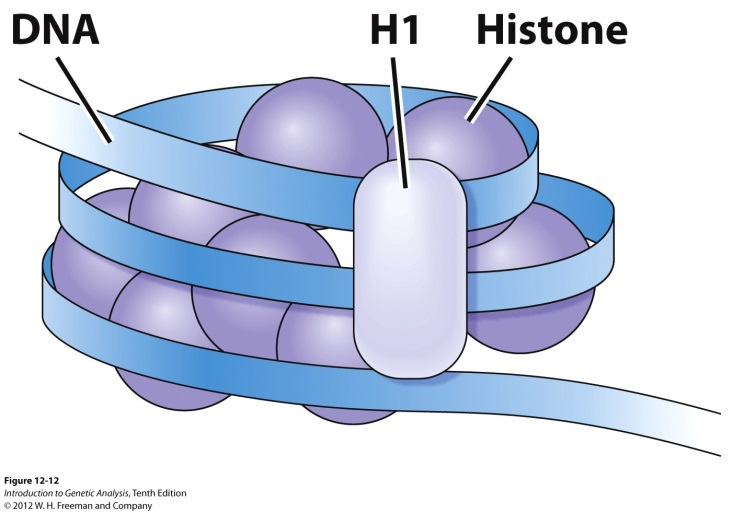 DNA H1 Histone
Figure 12-12
Introduction to Genetic Analysis, Tenth Edition
© 2012 W. H. Freeman and Company